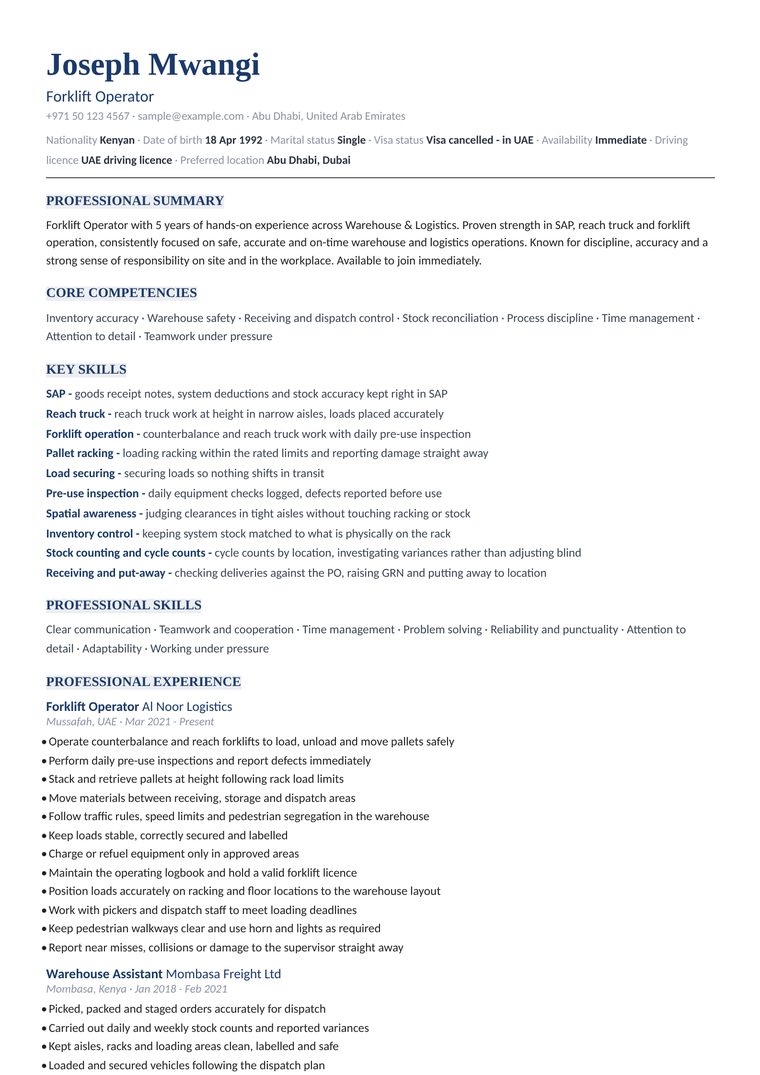 Joseph Mwangi
Forklift Operator
+971 50 123 4567 · sample@example.com · Abu Dhabi, United Arab Emirates
Nationality Kenyan · Date of birth 18 Apr 1992 · Marital status Single · Visa status Visa cancelled - in UAE · Availability Immediate · Driving
licence UAE driving licence · Preferred location Abu Dhabi, Dubai
PROFESSIONAL SUMMARY
Forklift Operator with 5 years of hands-on experience across Warehouse & Logistics. Proven strength in SAP, reach truck and forklift
operation, consistently focused on safe, accurate and on-time warehouse and logistics operations. Known for discipline, accuracy and a
strong sense of responsibility on site and in the workplace. Available to join immediately.
CORE COMPETENCIES
Inventory accuracy · Warehouse safety · Receiving and dispatch control · Stock reconciliation · Process discipline · Time management ·
Attention to detail · Teamwork under pressure
KEY SKILLS
SAP - goods receipt notes, system deductions and stock accuracy kept right in SAP
Reach truck - reach truck work at height in narrow aisles, loads placed accurately
Forklift operation - counterbalance and reach truck work with daily pre-use inspection
Pallet racking - loading racking within the rated limits and reporting damage straight away
Load securing - securing loads so nothing shifts in transit
Pre-use inspection - daily equipment checks logged, defects reported before use
Spatial awareness - judging clearances in tight aisles without touching racking or stock
Inventory control - keeping system stock matched to what is physically on the rack
Stock counting and cycle counts - cycle counts by location, investigating variances rather than adjusting blind
Receiving and put-away - checking deliveries against the PO, raising GRN and putting away to location
PROFESSIONAL SKILLS
Clear communication · Teamwork and cooperation · Time management · Problem solving · Reliability and punctuality · Attention to
detail · Adaptability · Working under pressure
PROFESSIONAL EXPERIENCE
Forklift Operator Al Noor Logistics
Mussafah, UAE · Mar 2021 - Present
• Operate counterbalance and reach forklifts to load, unload and move pallets safely
• Perform daily pre-use inspections and report defects immediately
• Stack and retrieve pallets at height following rack load limits
• Move materials between receiving, storage and dispatch areas
• Follow traffic rules, speed limits and pedestrian segregation in the warehouse
• Keep loads stable, correctly secured and labelled
• Charge or refuel equipment only in approved areas
• Maintain the operating logbook and hold a valid forklift licence
• Position loads accurately on racking and floor locations to the warehouse layout
• Work with pickers and dispatch staff to meet loading deadlines
• Keep pedestrian walkways clear and use horn and lights as required
• Report near misses, collisions or damage to the supervisor straight away
Warehouse Assistant Mombasa Freight Ltd
Mombasa, Kenya · Jan 2018 - Feb 2021
• Picked, packed and staged orders accurately for dispatch
• Carried out daily and weekly stock counts and reported variances
• Kept aisles, racks and loading areas clean, labelled and safe
• Loaded and secured vehicles following the dispatch plan